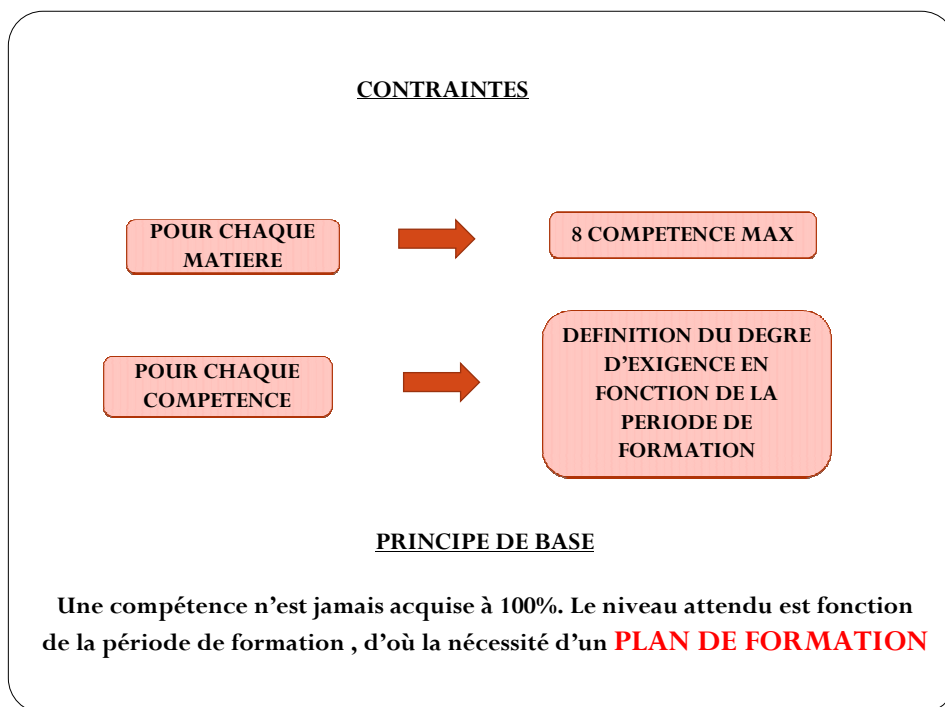 CONTRAINTES
POUR CHAQUE
MATIERE
8 COMPETENCE MAX
POUR CHAQUE
COMPETENCE
DEFINITION DU DEGRE
D’EXIGENCE EN
FONCTION DE LA
PERIODE DE
FORMATION
PRINCIPE DE BASE
Une compétence n’est jamais acquise à 100%. Le niveau attendu est fonction
de la période de formation , d’où la nécessité d’un PLAN DE FORMATION